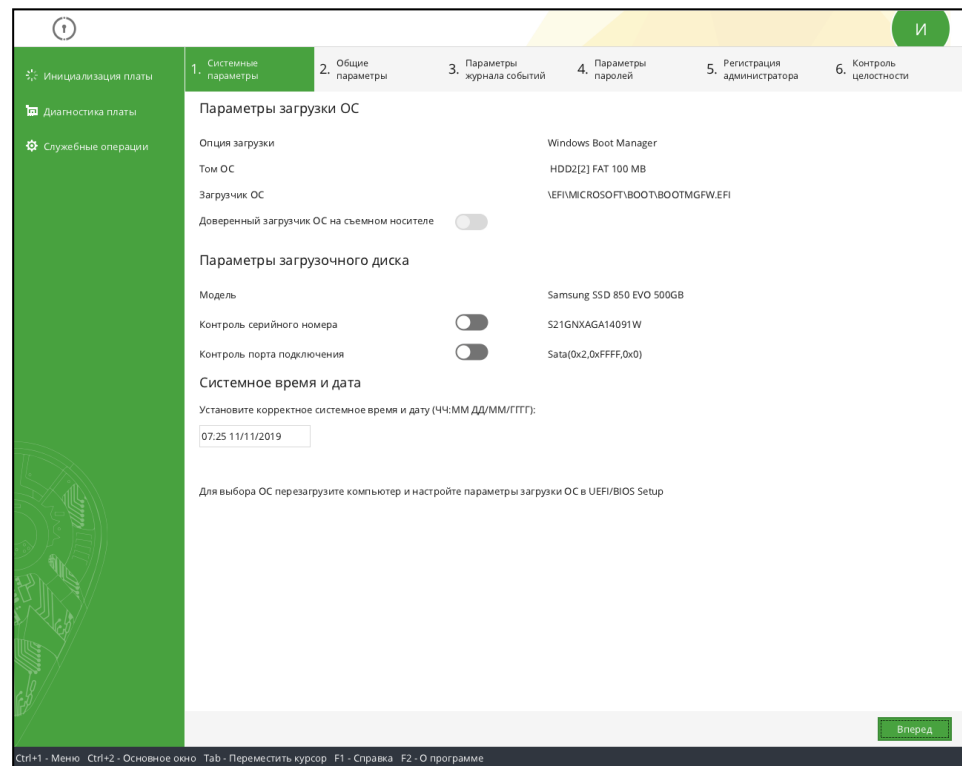 И
Инициализация платы
Диагностика платы
Служебные операции
1. Системные параметры
2. Общие параметры
3. Параметры журнала событий
4. Параметры паролей
5. Регистрация администратора
6. Контроль целостности
Параметры загрузки ОС
Опция загрузки Windows Boot Manager
Том ОС HDD2[2] FAT 100 MB
Загрузчик ОС \EFI\MICROSOFT\BOOT\BOOTMGFW.EFI
Доверенный загрузчик ОС на съемном носителе
Параметры загрузочного диска
Модель Samsung SSD 850 EVO 500GB
Контроль серийного номера S21GNXAGA14091W
Контроль порта подключения Sata(0x2,0xFFFF,0x0)
Системное время и дата
Установите корректное системное время и дату (ЧЧ:ММ ДД/ММ/ГГГГ):
07.25 11/11/2019
Для выбора ОС перезагрузите компьютер и настройте параметры загрузки ОС в UEFI/BIOS Setup
Вперед
Ctrl+1 - Меню Ctrl+2 - Основное окно Tab - Переместить курсор F1 - Справка F2 - О программе